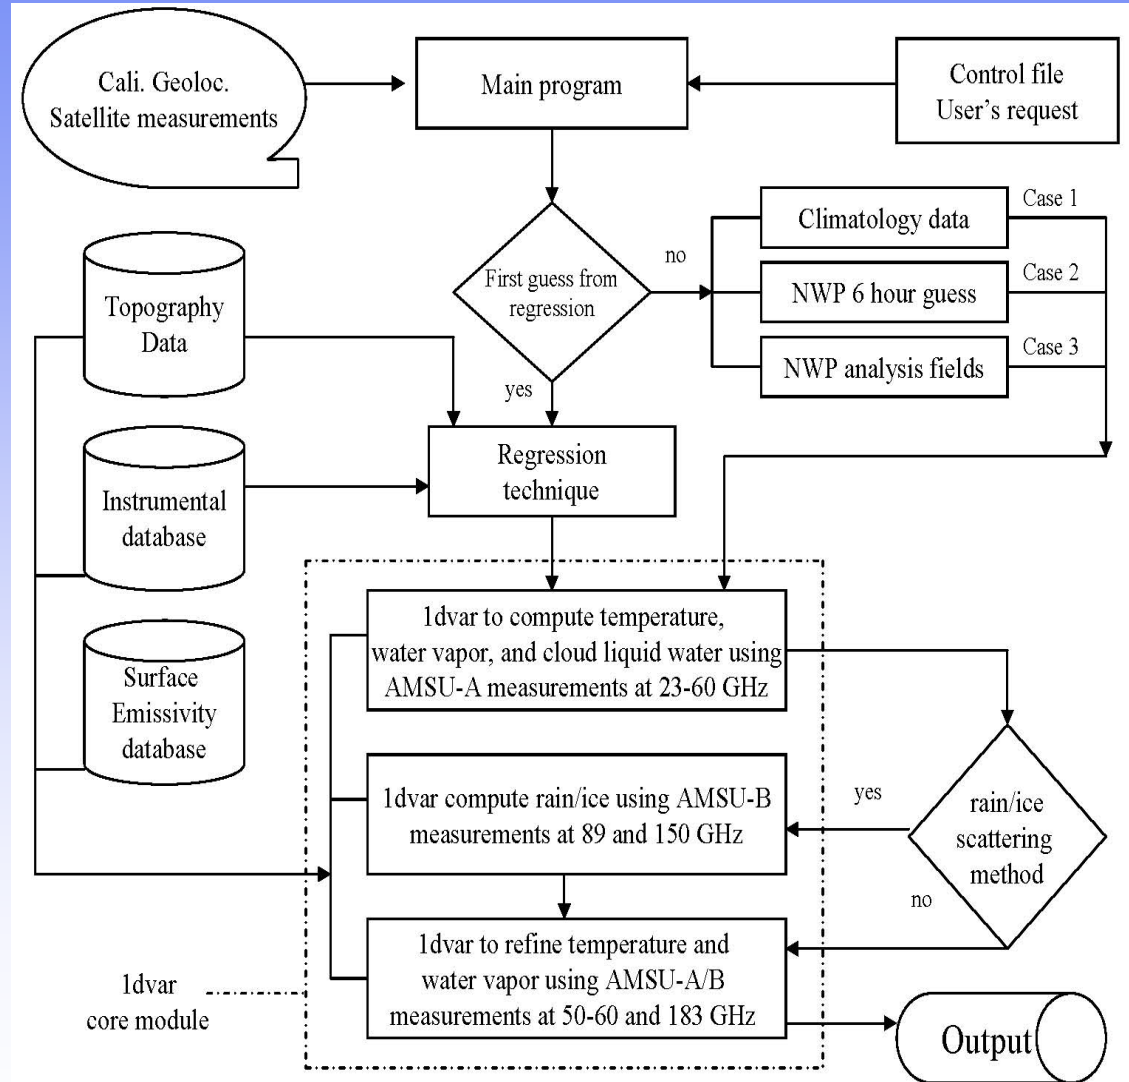 Cali. Geoloc.
Satellite measurements
Main program
Control file
User's request
First guess from
regression
no
yes
Climatology data
Case 1
NWP 6 hour guess
Case 2
NWP analysis fields
Case 3
Topography
Data
Instrumental
database
Surface
Emissivity
database
Regression
technique
1dvar to compute temperature,
water vapor, and cloud liquid water using
AMSU-A measurements at 23-60 GHz
1dvar compute rain/ice using AMSU-B
measurements at 89 and 150 GHz
yes
rain/ice
scattering
method
no
1dvar to refine temperature and
water vapor using AMSU-A/B
measurements at 50-60 and 183 GHz
1dvar
core module
Output